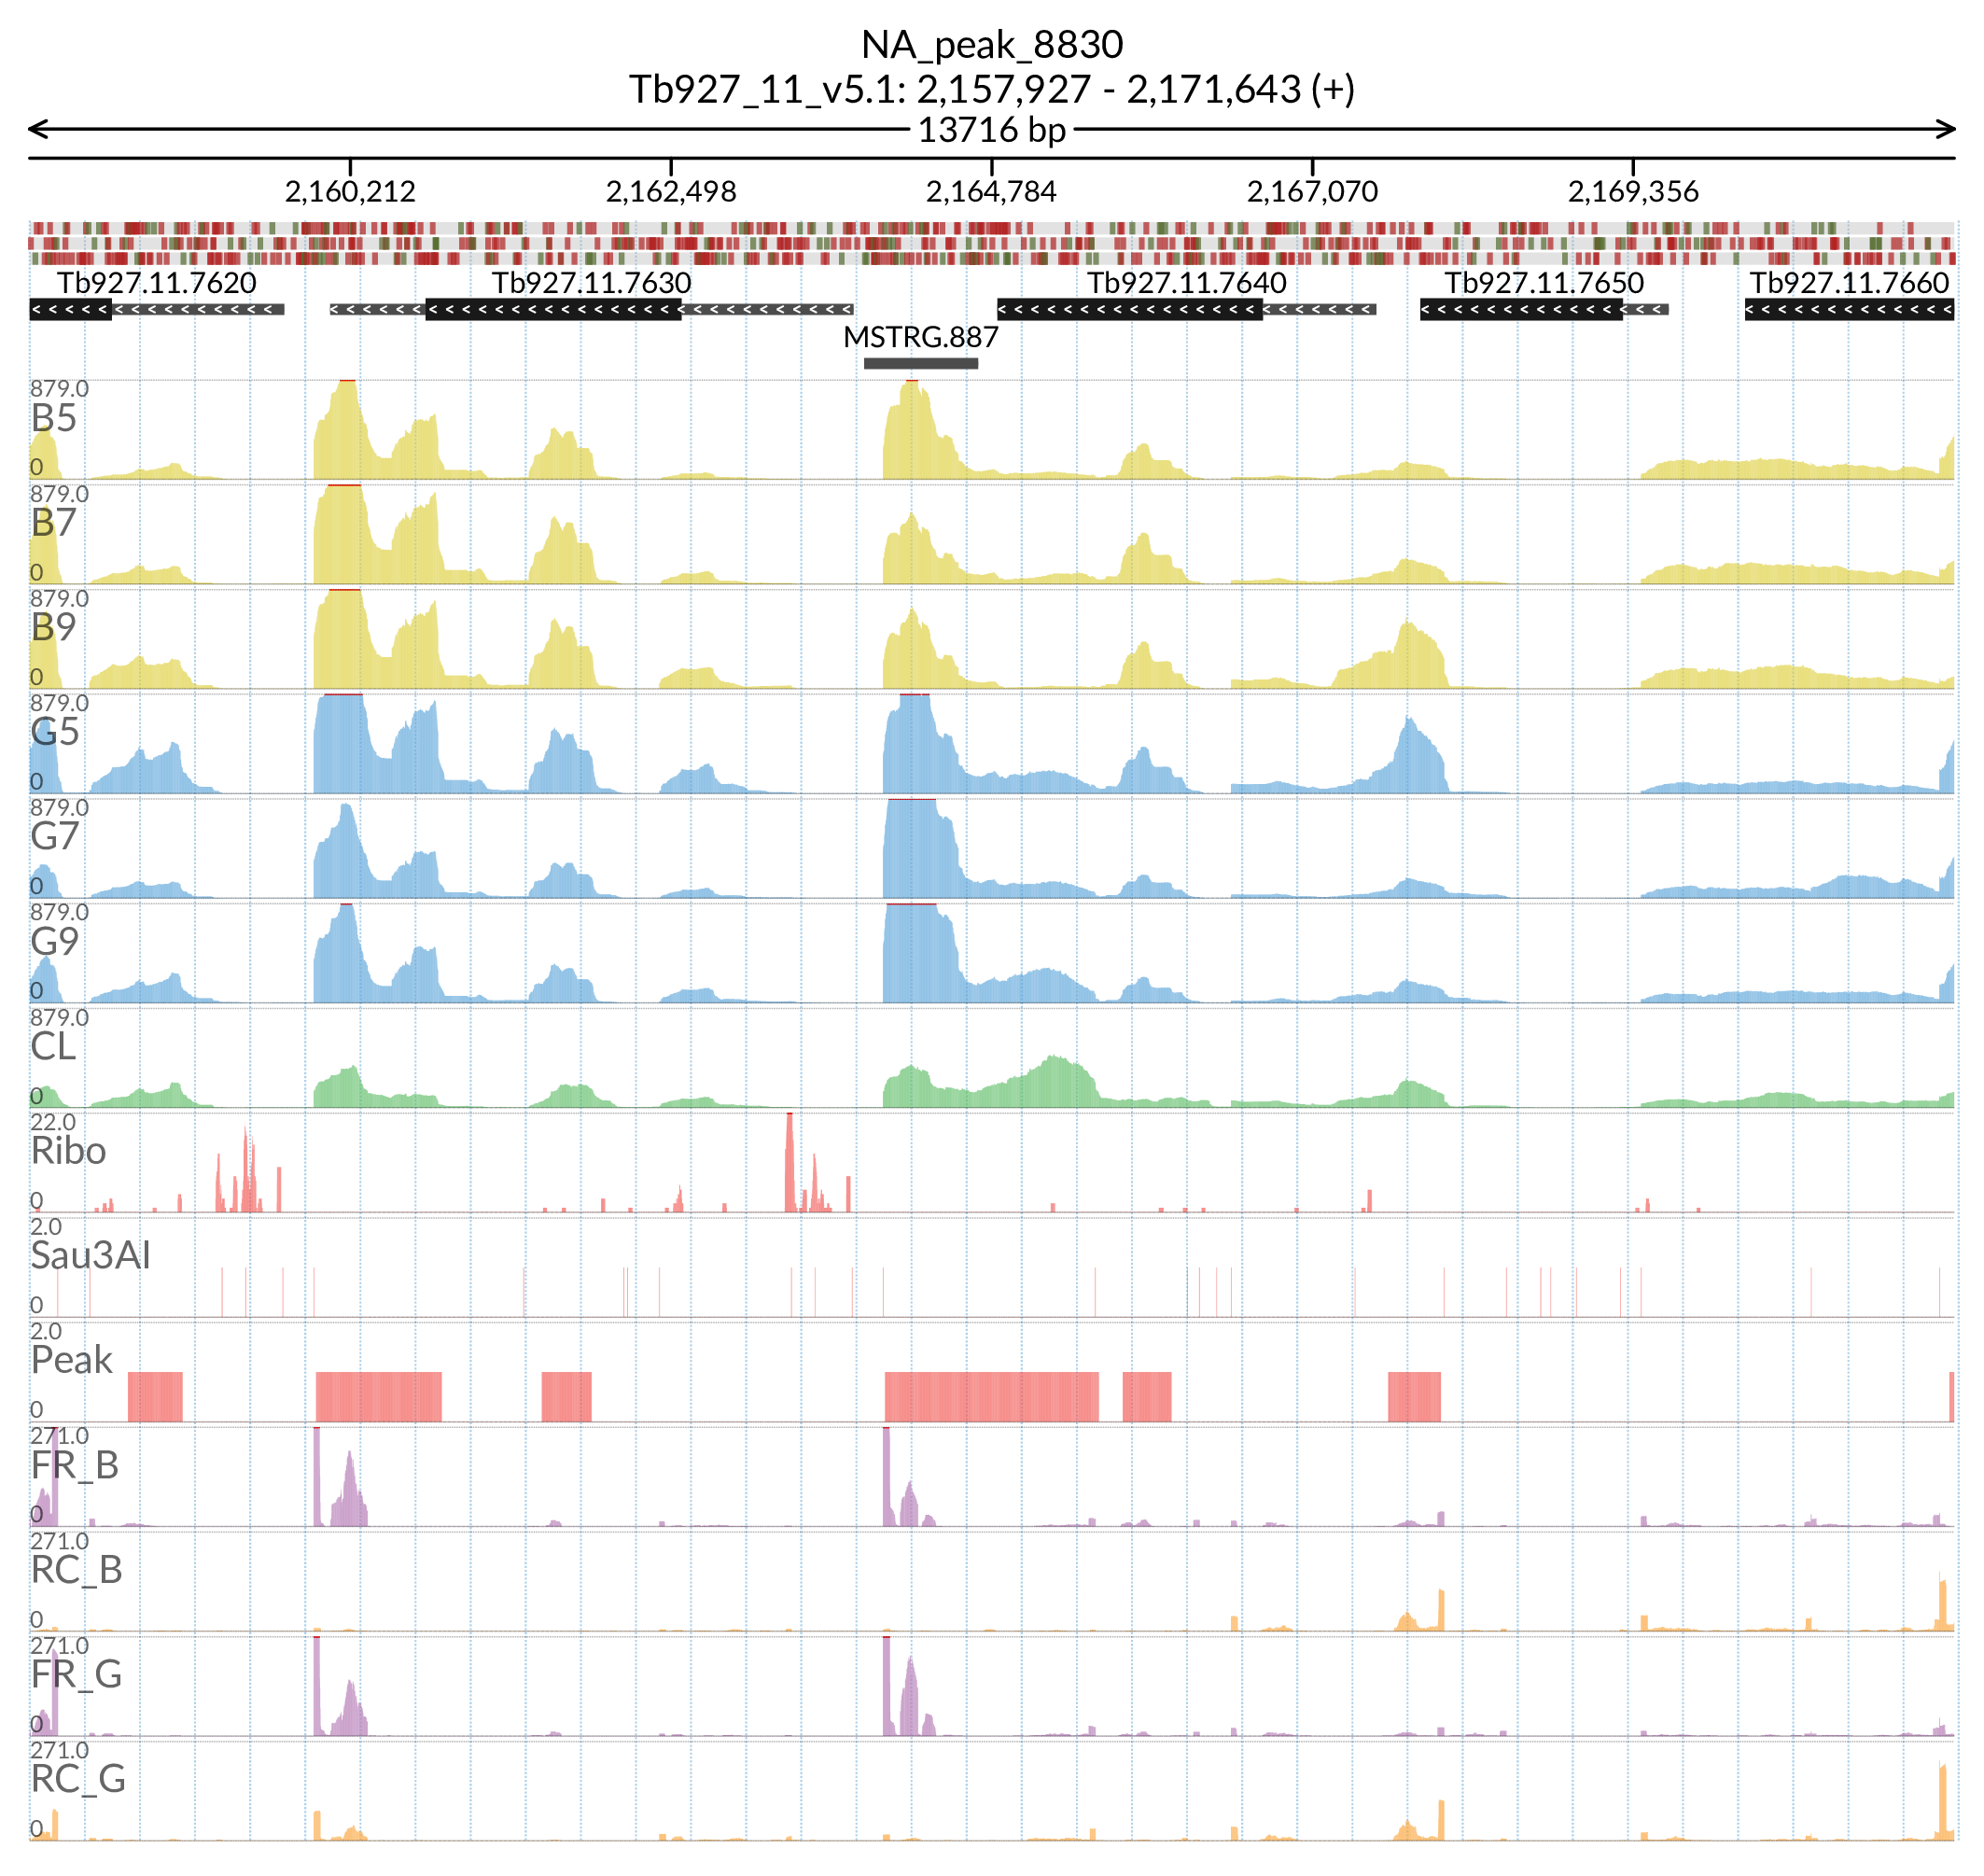 NA_peak_8830
Tb927_11_v5.1: 2,157,927 - 2,171,643 (+)
13716 bp
2,160,212 2,162,498 2,164,784 2,167,070 2,169,356
Tb927.11.7620 Tb927.11.7630 Tb927.11.7640 Tb927.11.7650 Tb927.11.7660
MSTRG.887
879.0
B5
0
879.0
B7
0
879.0
B9
0
879.0
G5
0
879.0
G7
0
879.0
G9
0
879.0
CL
0
22.0
Ribo
0
2.0
Sau3AI
0
2.0
Peak
0
271.0
FR_B
0
271.0
RC_B
0
271.0
FR_G
0
271.0
RC_G
0